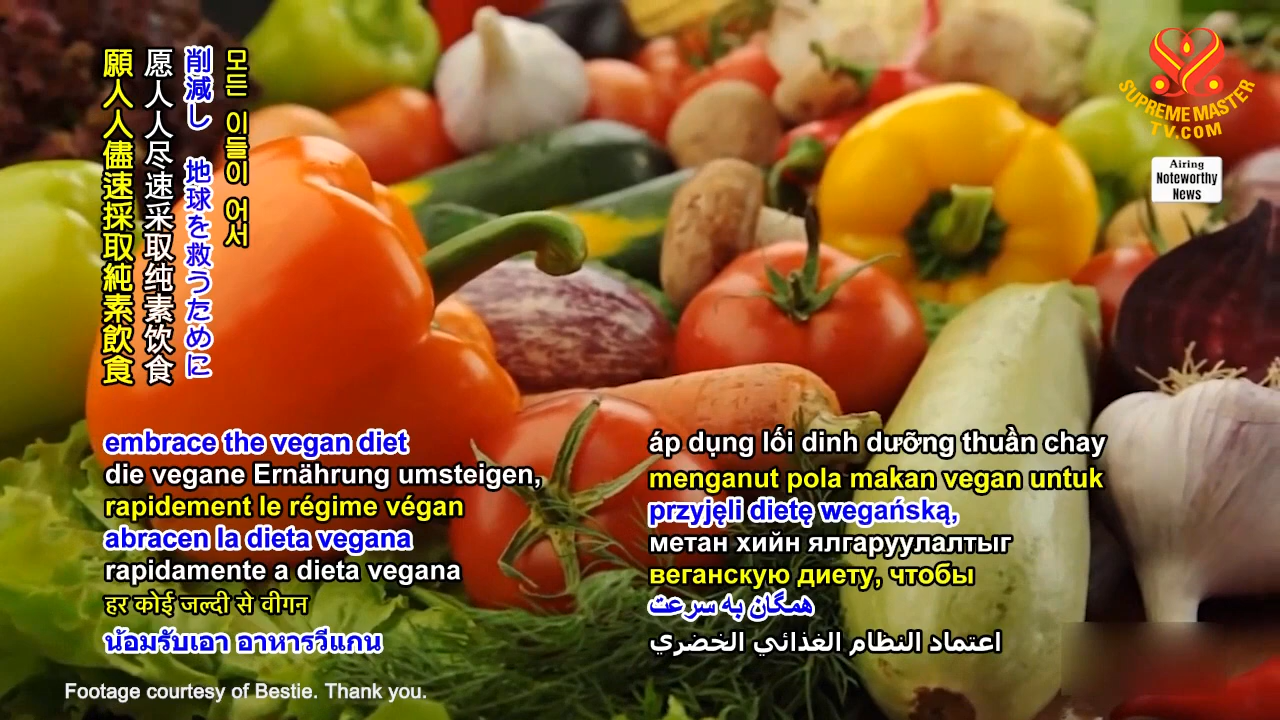 願人人儘速採取純素飲食
愿人人尽速采取纯素饮食
削減し 地球を救うために
모든 이들이 어서
SUPREME MASTER
TV.COM
Airing
Noteworthy
News
embrace the vegan diet
die vegane Ernährung umsteigen,
rapidement le régime végan
abracen la dieta vegana
rapidamente a dieta vegana
हर कोई जल्दी से वीगन
น้อมรับเอา อาหารวีแกน
áp dụng lối dinh dưỡng thuần chay
menganut pola makan vegan untuk
przyjęli dietę wegańską,
метан хийн ялгаруулалтыг
веганскую диету, чтобы
همگان به سرعت
اعتماد النظام الغذائي الخضري
Footage courtesy of Bestie. Thank you.